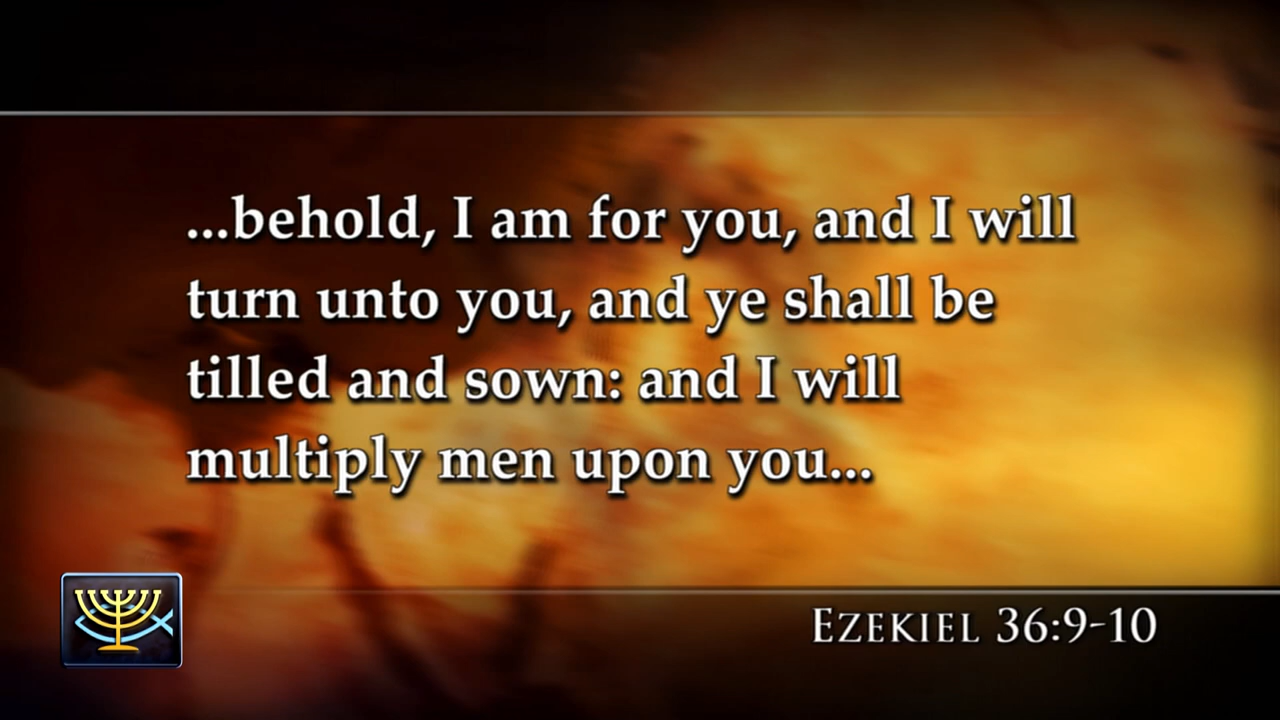 ...behold, I am for you, and I will
turn unto you, and ye shall be
tilled and sown: and I will
multiply men upon you...
EZEKIEL 36:9-10